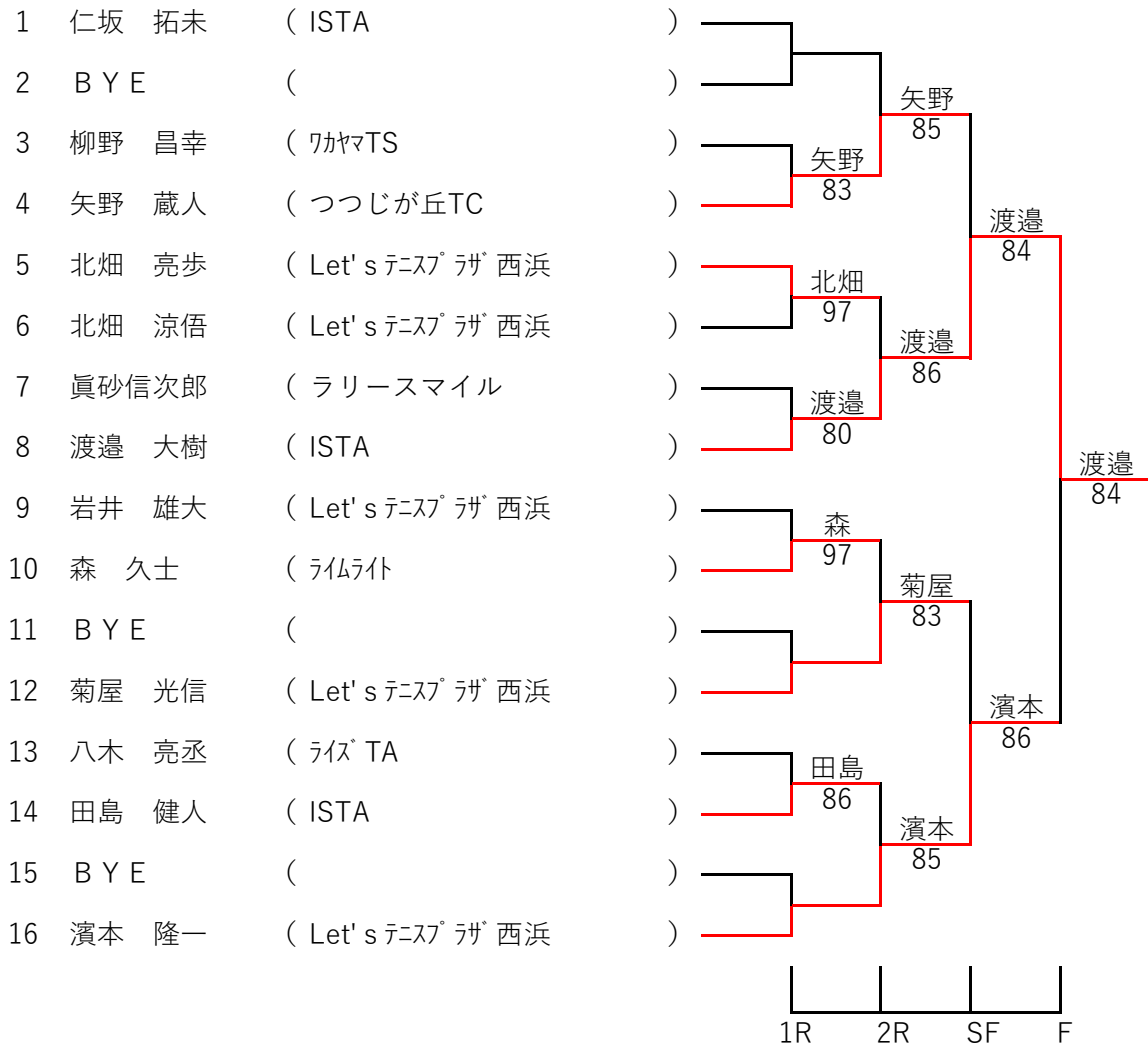 1 仁坂　拓未 ( ISTA )
2 ＢＹＥ ( )
矢野
85
3 柳野　昌幸 ( ﾜｶﾔﾏTS )
矢野
83
4 矢野　蔵人 ( つつじが丘TC )
渡邉
84
5 北畑　亮歩 ( Let's ﾃﾆｽﾌﾟﾗｻﾞ西浜 )
北畑
97
6 北畑　涼悟 ( Let's ﾃﾆｽﾌﾟﾗｻﾞ西浜 )
渡邉
86
7 眞砂信次郎 ( ラリースマイル )
渡邉
80
8 渡邉　大樹 ( ISTA )
渡邉
84
9 岩井　雄大 ( Let's ﾃﾆｽﾌﾟﾗｻﾞ西浜 )
森
97
10 森　久士 ( ﾗｲﾑﾗｲﾄ )
菊屋
83
11 ＢＹＥ ( )
12 菊屋　光信 ( Let's ﾃﾆｽﾌﾟﾗｻﾞ西浜 )
濱本
86
13 八木　亮丞 ( ﾗｲｽﾞTA )
田島
86
14 田島　健人 ( ISTA )
濱本
85
15 ＢＹＥ ( )
16 濱本　隆一 ( Let's ﾃﾆｽﾌﾟﾗｻﾞ西浜 )
1R 2R SF F